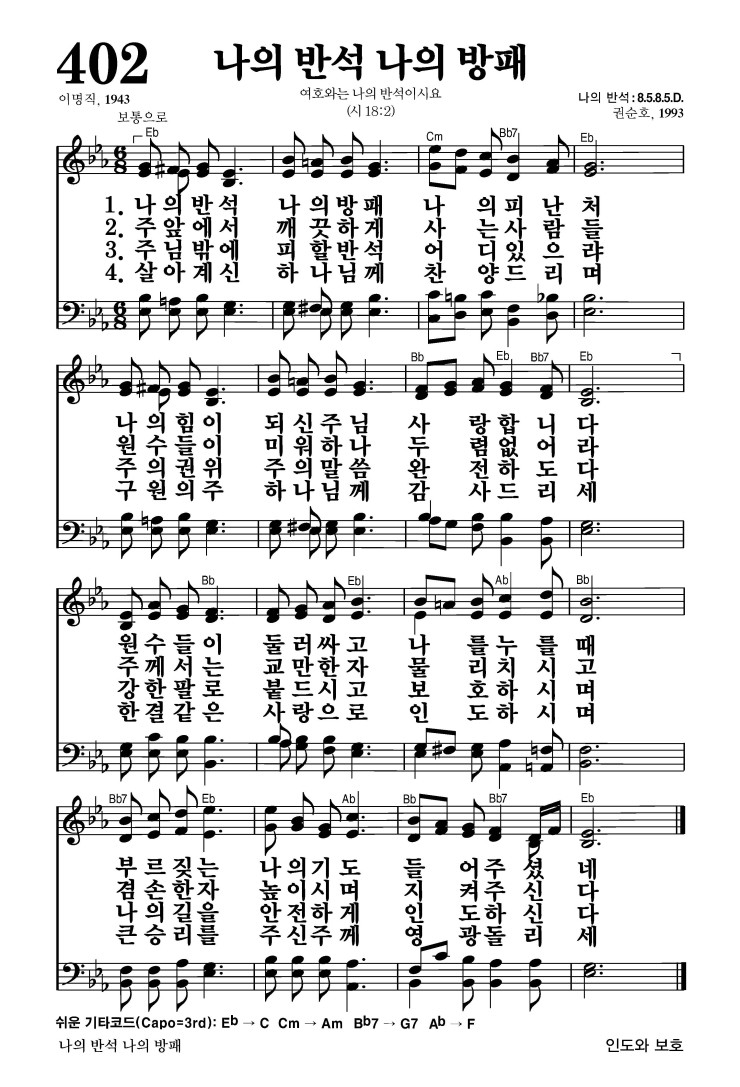 402 나의 반석 나의 방패
이명직, 1943
여호와는 나의 반석이시요
(시 18:2)
나의 반석 : 8.5.8.5.D.
권순호, 1993
보통으로
Eb Cm Bb7 Eb
6 8
1. 나의반석 나의방패 나의피난처
2. 주앞에서 깨끗하게 사는사람들
3. 주님밖에 피할반석 어디있으랴
4. 살아계신 하나님께 찬양드리며
6 8
Bb Eb Bb7 Eb
나의힘이 되신주님 사랑합니다
원수들이 미워하나 두렴없어라
주의권위 주의말씀 완전하도다
구원의주 하나님께 감사드리세
Bb Eb Ab Bb
원수들이 둘러싸고 나를누를때
주께서는 교만한자 물리치시고
강한팔로 붙드시고 보호하시며
한결같은 사랑으로 인도하시며
Bb7 Eb Ab Bb Bb7 Eb
부르짖는 나의기도 들어주셨네
겸손한자 높이시며 지켜주신다
나의길을 안전하게 인도하신다
큰승리를 주신주께 영광돌리세
쉬운 기타코드(Capo=3rd): Eb → C Cm → Am Bb7 → G7 Ab → F
나의 반석 나의 방패
인도와 보호